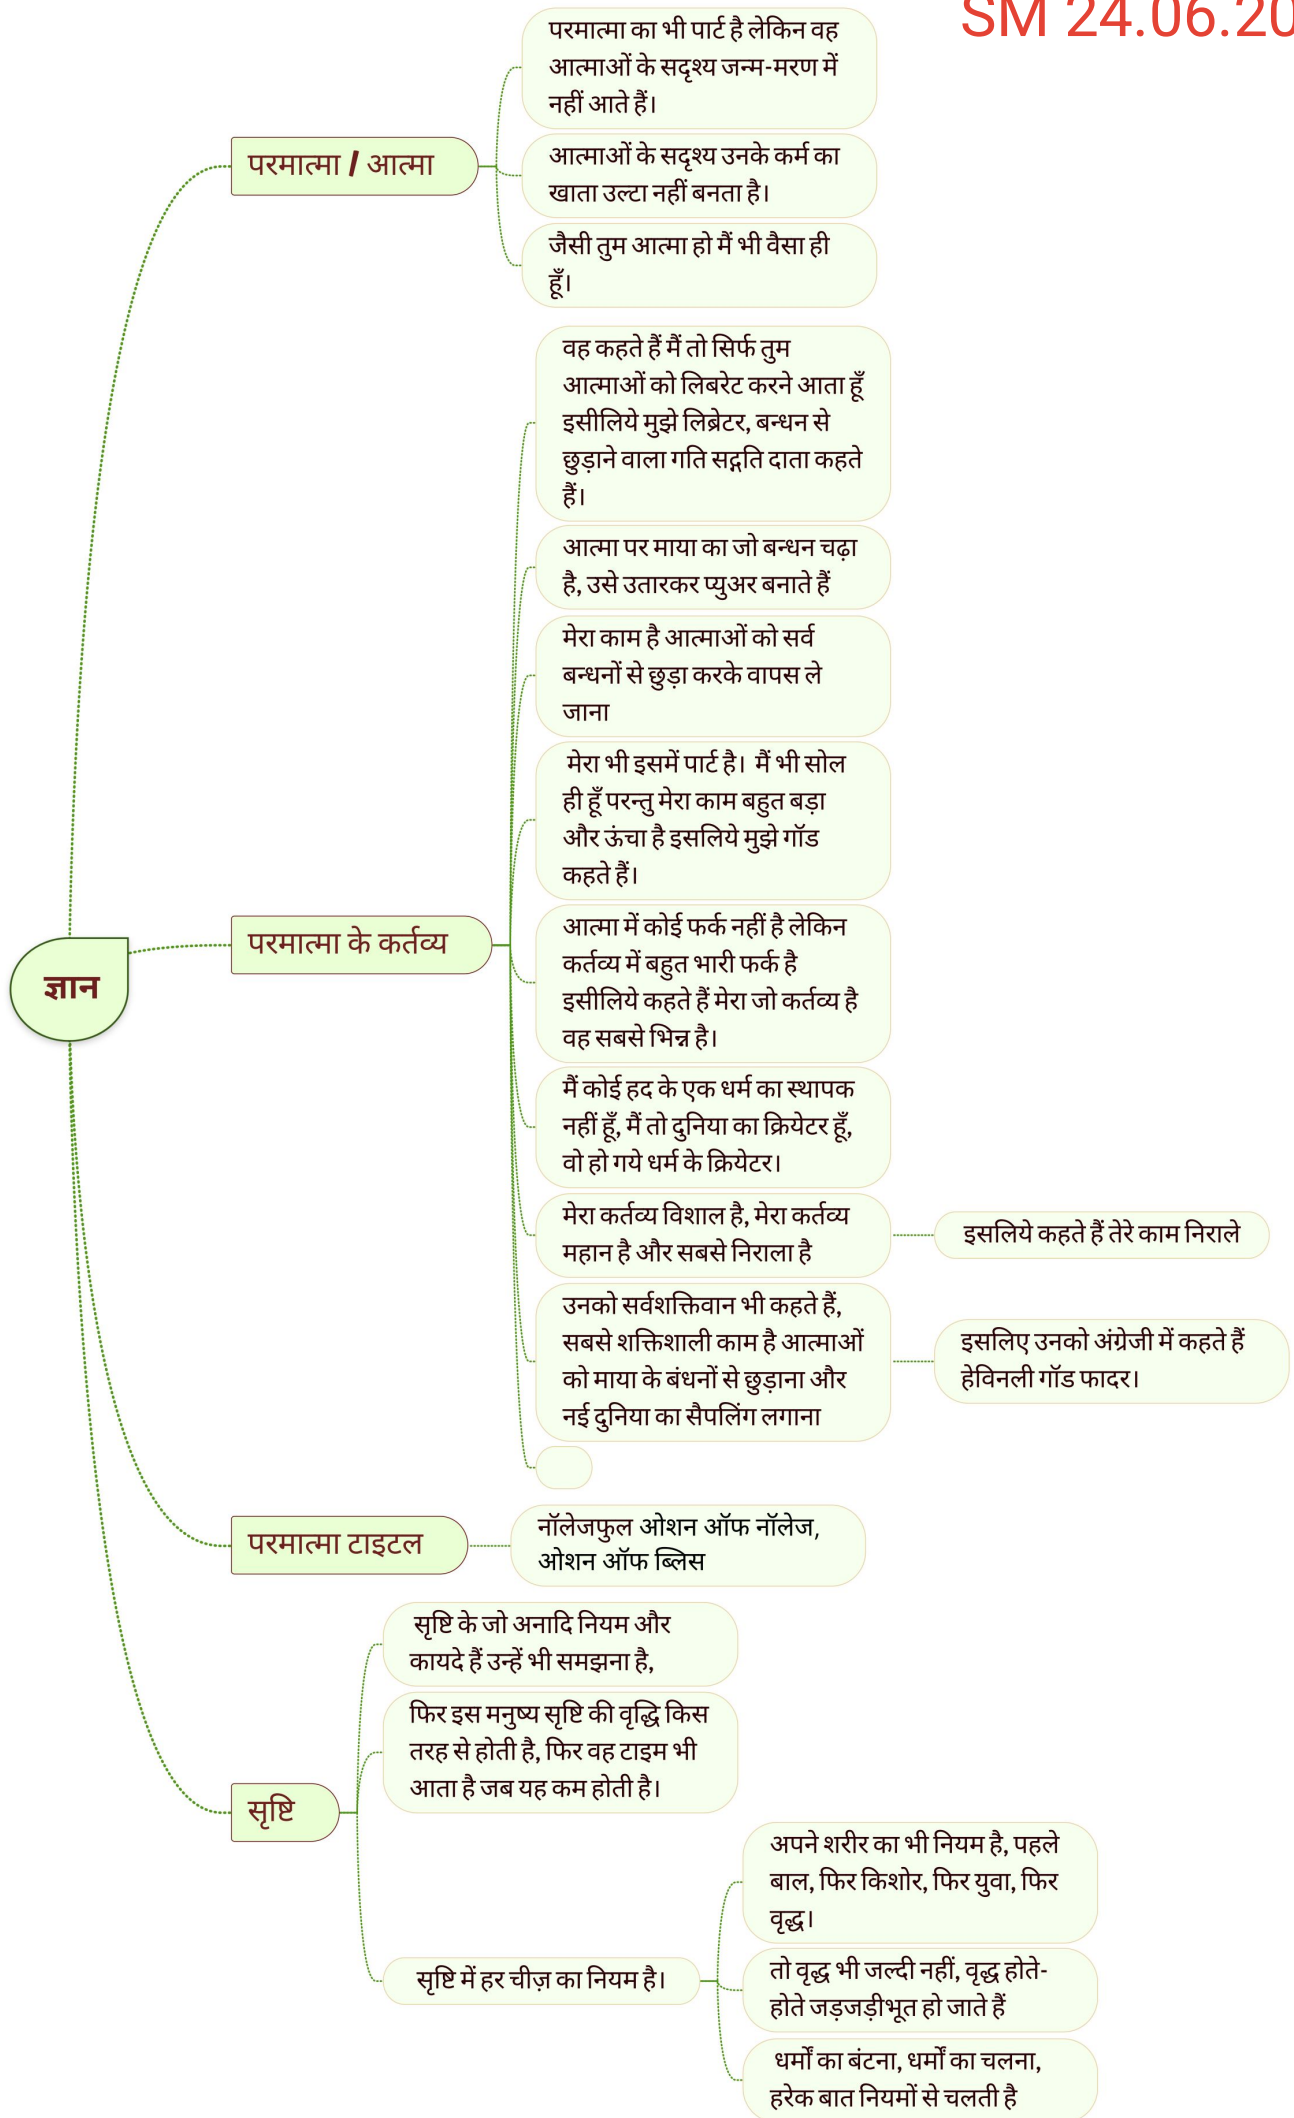 SM 24.06.20
परमात्मा का भी पार्ट है लेकिन वह
आत्माओं के सदृश्य जन्म-मरण में
नहीं आते हैं।
परमात्मा / आत्मा
आत्माओं के सदृश्य उनके कर्म का
खाता उल्टा नहीं बनता है।
जैसी तुम आत्मा हो मैं भी वैसा ही
हूँ।
वह कहते हैं मैं तो सिर्फ तुम
आत्माओं को लिबरेट करने आता हूँ
इसीलिये मुझे लिब्रेटर, बन्धन से
छुड़ाने वाला गति सद्गति दाता कहते
हैं।
आत्मा पर माया का जो बन्धन चढ़ा
है, उसे उतारकर प्युअर बनाते हैं
मेरा काम है आत्माओं को सर्व
बन्धनों से छुड़ा करके वापस ले
जाना
मेरा भी इसमें पार्ट है। मैं भी सोल
ही हूँ परन्तु मेरा काम बहुत बड़ा
और ऊंचा है इसलिये मुझे गॉड
कहते हैं।
ज्ञान
परमात्मा के कर्तव्य
आत्मा में कोई फर्क नहीं है लेकिन
कर्तव्य में बहुत भारी फर्क है
इसीलिये कहते हैं मेरा जो कर्तव्य है
वह सबसे भिन्न है।
मैं कोई हद के एक धर्म का स्थापक
नहीं हूँ, मैं तो दुनिया का क्रियेटर हूँ,
वो हो गये धर्म के क्रियेटर।
मेरा कर्तव्य विशाल है, मेरा कर्तव्य
महान है और सबसे निराला है
इसलिये कहते हैं तेरे काम निराले
उनको सर्वशक्तिवान भी कहते हैं,
सबसे शक्तिशाली काम है आत्माओं
को माया के बंधनों से छुड़ाना और
नई दुनिया का सैपलिंग लगाना
इसलिए उनको अंग्रेजी में कहते हैं
हेविनली गॉड फादर।
परमात्मा टाइटल
नॉलेजफुल ओशन ऑफ नॉलेज,
ओशन ऑफ ब्लिस
सृष्टि के जो अनादि नियम और
कायदे हैं उन्हें भी समझना है,
फिर इस मनुष्य सृष्टि की वृद्धि किस
तरह से होती है, फिर वह टाइम भी
आता है जब यह कम होती है।
सृष्टि
सृष्टि में हर चीज़ का नियम है।
अपने शरीर का भी नियम है, पहले
बाल, फिर किशोर, फिर युवा, फिर
वृद्ध।
तो वृद्ध भी जल्दी नहीं, वृद्ध होते-
होते जड़जड़ीभूत हो जाते हैं
धर्मों का बंटना, धर्मों का चलना,
हरेक बात नियमों से चलती है